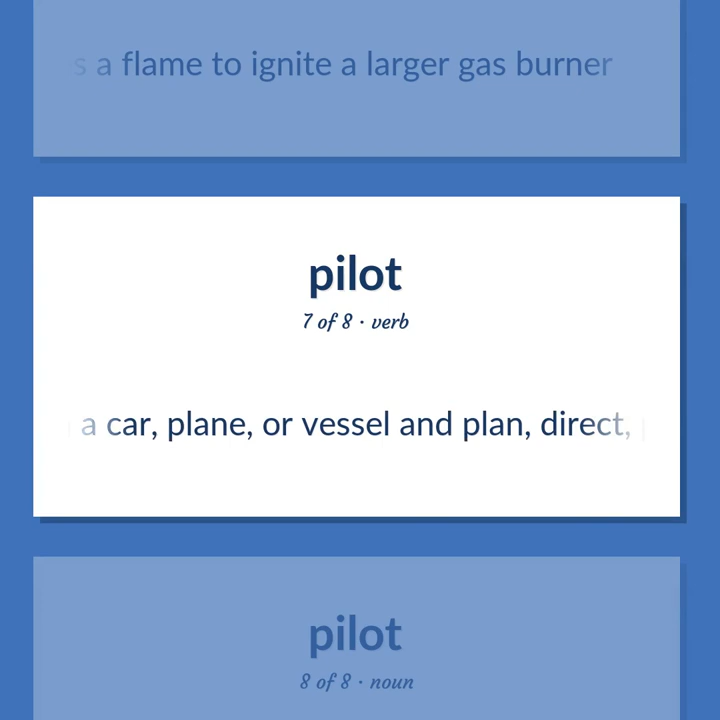 a flame to ignite a larger gas burner
pilot
7 of 8 · verb
a car, plane, or vessel and plan, direct,
pilot
8 of 8 · noun